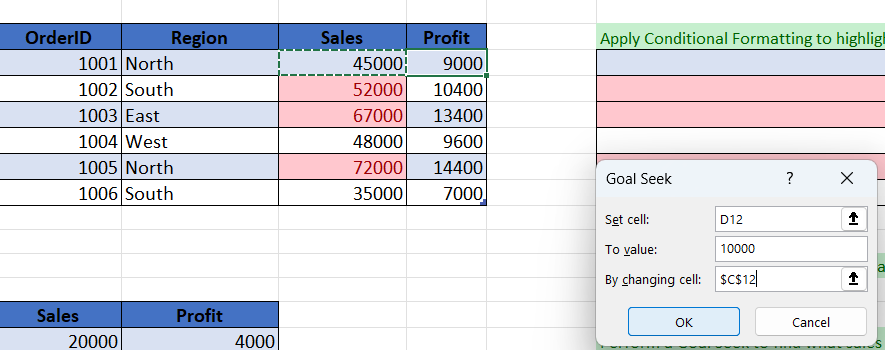 OrderID Region Sales Profit
Apply Conditional Formatting to highligh
1001 North 45000 9000
1002 South 52000 10400
1003 East 67000 13400
1004 West 48000 9600
1005 North 72000 14400
1006 South 35000 7000
Goal Seek ?
Set cell: D12
To value: 10000
By changing cell: $C$12
OK Cancel
Sales Profit
20000 4000